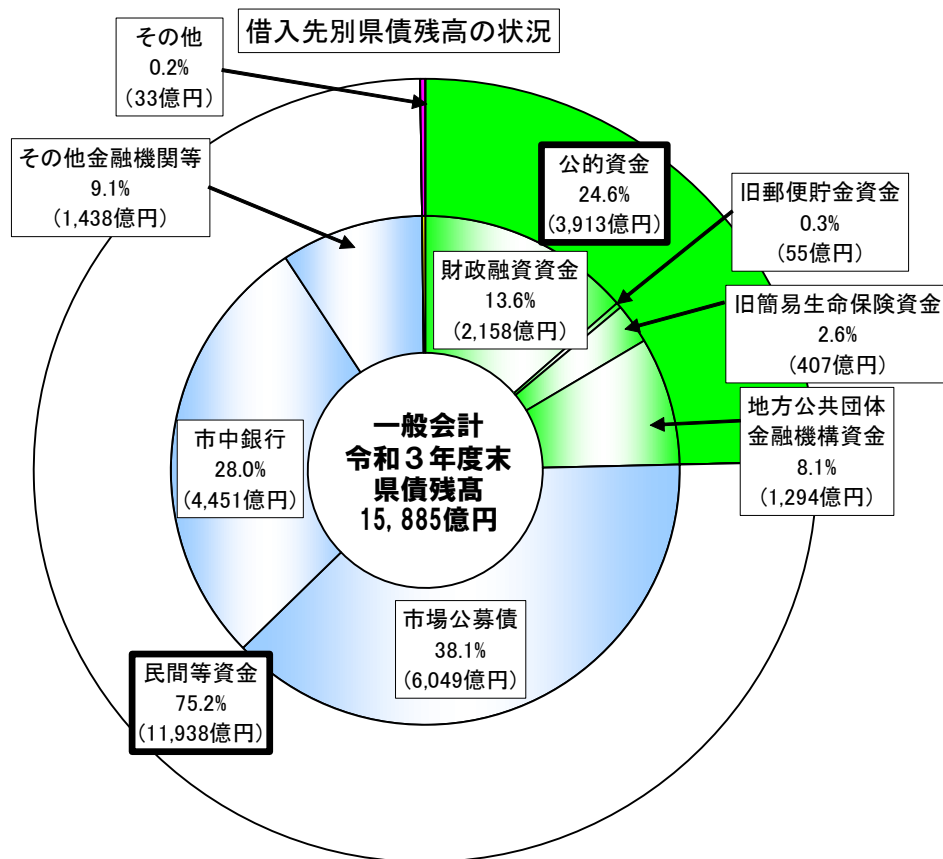 借入先別県債残高の状況
その他
0.2%
(33億円)
その他金融機関等
9.1%
(1,438億円)
公的資金
24.6%
(3,913億円)
旧郵便貯金資金
0.3%
(55億円)
財政融資資金
13.6%
(2,158億円)
旧簡易生命保険資金
2.6%
(407億円)
地方公共団体
金融機構資金
8.1%
(1,294億円)
市中銀行
28.0%
(4,451億円)
一般会計
令和３年度末
県債残高
15,885億円
市場公募債
38.1%
(6,049億円)
民間等資金
75.2%
(11,938億円)